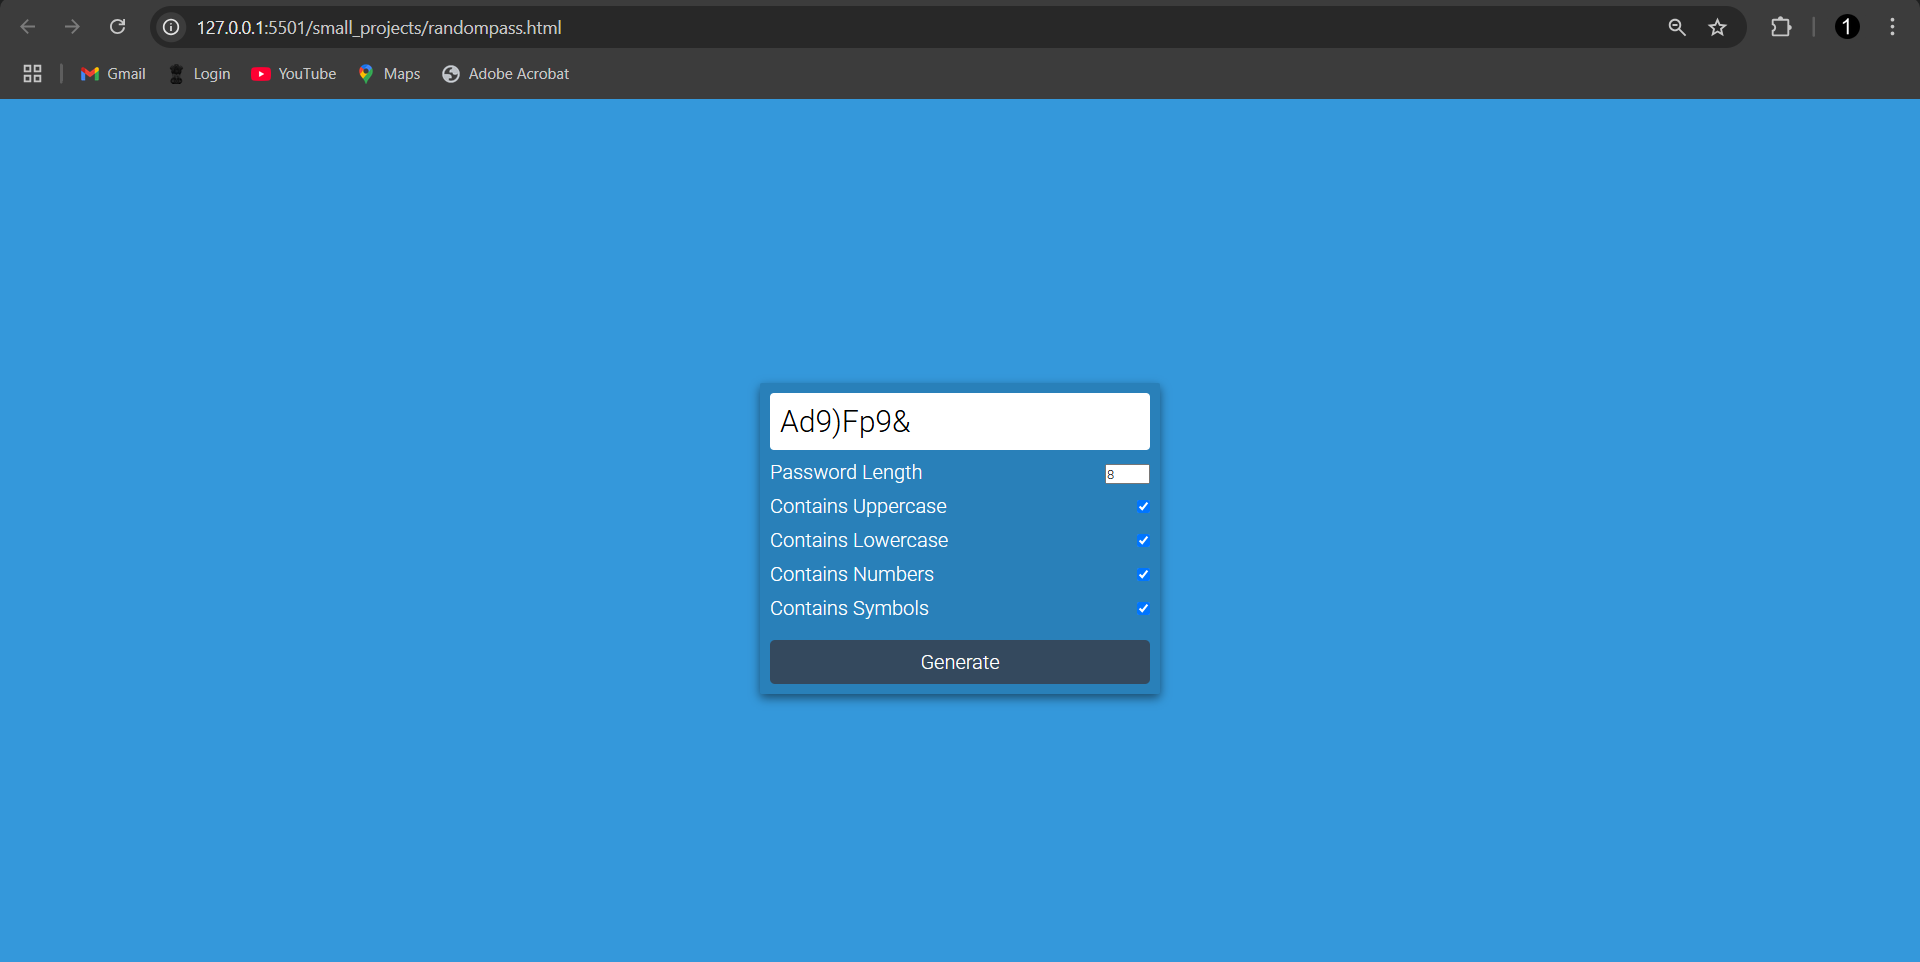 127.0.0.1:5501/small_projects/randompass.html
1
Gmail Login YouTube Maps Adobe Acrobat
Ad9)Fp9&
Password Length 8
Contains Uppercase
Contains Lowercase
Contains Numbers
Contains Symbols
Generate